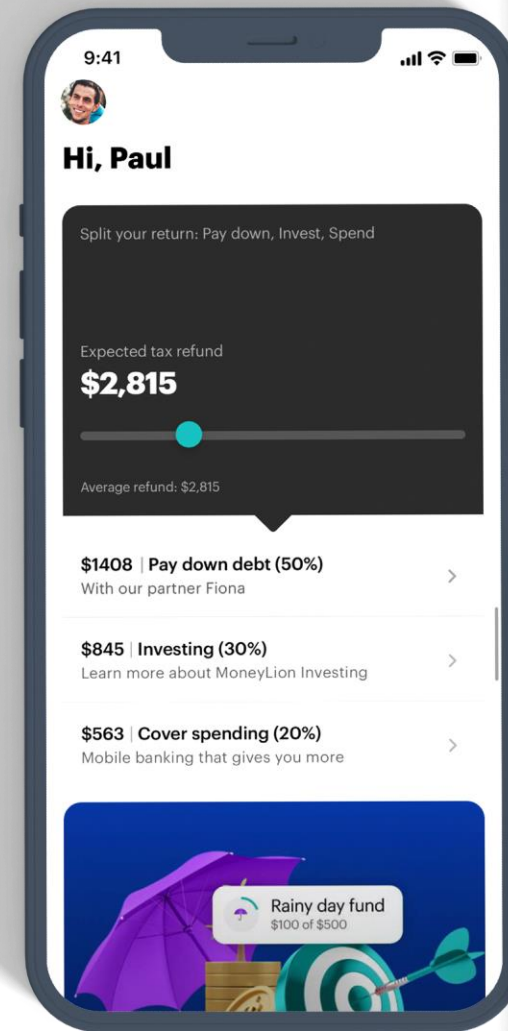 9:41
Hi, Paul
Split your return: Pay down, Invest, Spend
Expected tax refund
$2,815
Average refund: $2,815
$1408 | Pay down debt (50%)
With our partner Fiona
$845 | Investing (30%)
Learn more about MoneyLion Investing
$563 | Cover spending (20%)
Mobile banking that gives you more
Rainy day fund
$100 of $500